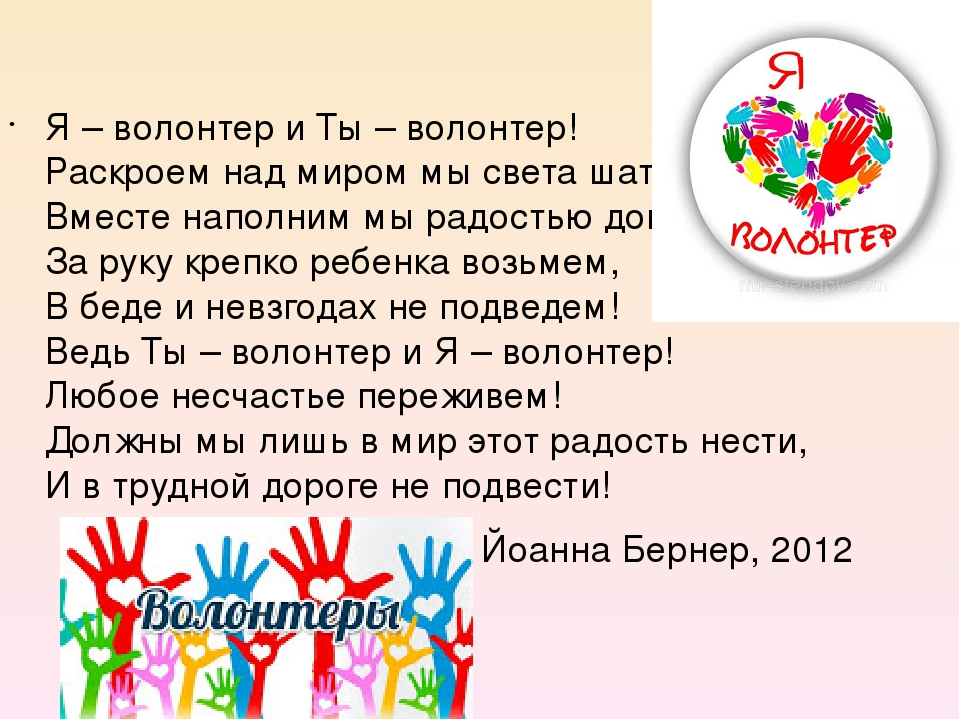 Я – волонтер и Ты – волонтер!
Раскроем над миром мы света
Вместе наполним мы радостью
За руку крепко ребенка возьмем,
В беде и невзгодах не подведем!
Ведь Ты – волонтер и Я – волонтер!
Любое несчастье переживем!
Должны мы лишь в мир этот радость нести,
И в трудной дороге не подвести!
Йоанна Бернер, 2012
Я
ВОЛОНТЕР
Волонтеры